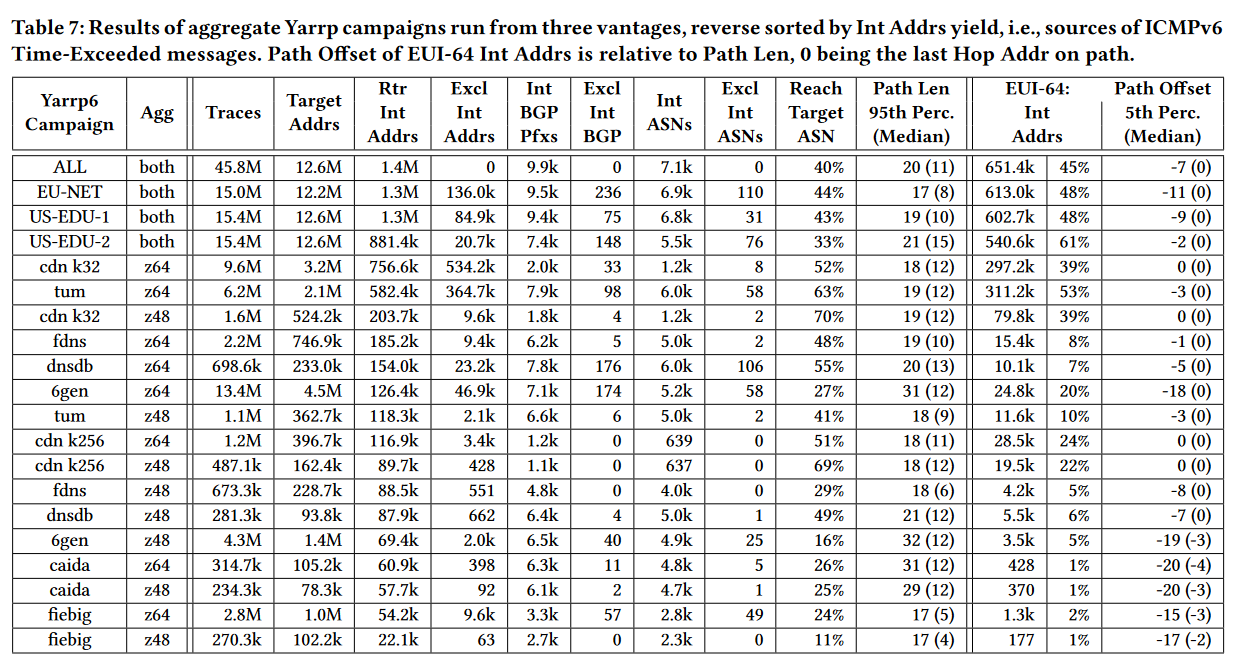 Table 7: Results of aggregate Yarrp campaigns run from three vantages, reverse sorted by Int Addrs yield, i.e., sources of ICMPv6
Time-Exceeded messages. Path Offset of EUI-64 Int Addrs is relative to Path Len, 0 being the last Hop Addr on path.
Yarrp6 Campaign | Agg | Traces | Target Addrs | Rtr Int Addrs | Excl Int Addrs | Int BGP Pfxs | Excl Int BGP | Int ASNs | Excl Int ASNs | Reach Target ASN | Path Len 95th Perc. (Median) | EUI-64: Int Addrs | Path Offset 5th Perc. (Median)
ALL | both | 45.8M | 12.6M | 1.4M | 0 | 9.9k | 0 | 7.1k | 0 | 40% | 20 (11) | 651.4k | 45% | -7 (0)
EU-NET | both | 15.0M | 12.2M | 1.3M | 136.0k | 9.5k | 236 | 6.9k | 110 | 44% | 17 (8) | 613.0k | 48% | -11 (0)
US-EDU-1 | both | 15.4M | 12.6M | 1.3M | 84.9k | 9.4k | 75 | 6.8k | 31 | 43% | 19 (10) | 602.7k | 48% | -9 (0)
US-EDU-2 | both | 15.4M | 12.6M | 881.4k | 20.7k | 7.4k | 148 | 5.5k | 76 | 33% | 21 (15) | 540.6k | 61% | -2 (0)
cdn k32 | z64 | 9.6M | 3.2M | 756.6k | 534.2k | 2.0k | 33 | 1.2k | 8 | 52% | 18 (12) | 297.2k | 39% | 0 (0)
tum | z64 | 6.2M | 2.1M | 582.4k | 364.7k | 7.9k | 98 | 6.0k | 58 | 63% | 19 (12) | 311.2k | 53% | -3 (0)
cdn k32 | z48 | 1.6M | 524.2k | 203.7k | 9.6k | 1.8k | 4 | 1.2k | 2 | 70% | 19 (12) | 79.8k | 39% | 0 (0)
fdns | z64 | 2.2M | 746.9k | 185.2k | 9.4k | 6.2k | 5 | 5.0k | 2 | 48% | 19 (10) | 15.4k | 8% | -1 (0)
dnsdb | z64 | 698.6k | 233.0k | 154.0k | 23.2k | 7.8k | 176 | 6.0k | 106 | 55% | 20 (13) | 10.1k | 7% | -5 (0)
6gen | z64 | 13.4M | 4.5M | 126.4k | 46.9k | 7.1k | 174 | 5.2k | 58 | 27% | 31 (12) | 24.8k | 20% | -18 (0)
tum | z48 | 1.1M | 362.7k | 118.3k | 2.1k | 6.6k | 6 | 5.0k | 2 | 41% | 18 (9) | 11.6k | 10% | -3 (0)
cdn k256 | z64 | 1.2M | 396.7k | 116.9k | 3.4k | 1.2k | 0 | 639 | 0 | 51% | 18 (11) | 28.5k | 24% | 0 (0)
cdn k256 | z48 | 487.1k | 162.4k | 89.7k | 428 | 1.1k | 0 | 637 | 0 | 69% | 18 (12) | 19.5k | 22% | 0 (0)
fdns | z48 | 673.3k | 228.7k | 88.5k | 551 | 4.8k | 0 | 4.0k | 0 | 29% | 18 (6) | 4.2k | 5% | -8 (0)
dnsdb | z48 | 281.3k | 93.8k | 87.9k | 662 | 6.4k | 4 | 5.0k | 1 | 49% | 21 (12) | 5.5k | 6% | -7 (0)
6gen | z48 | 4.3M | 1.4M | 69.4k | 2.0k | 6.5k | 40 | 4.9k | 25 | 16% | 32 (12) | 3.5k | 5% | -19 (-3)
caida | z64 | 314.7k | 105.2k | 60.9k | 398 | 6.3k | 11 | 4.8k | 5 | 26% | 31 (12) | 428 | 1% | -20 (-4)
caida | z48 | 234.3k | 78.3k | 57.7k | 92 | 6.1k | 2 | 4.7k | 1 | 25% | 29 (12) | 370 | 1% | -20 (-3)
fiebig | z64 | 2.8M | 1.0M | 54.2k | 9.6k | 3.3k | 57 | 2.8k | 49 | 24% | 17 (5) | 1.3k | 2% | -15 (-3)
fiebig | z48 | 270.3k | 102.2k | 22.1k | 63 | 2.7k | 0 | 2.3k | 0 | 11% | 17 (4) | 177 | 1% | -17 (-2)